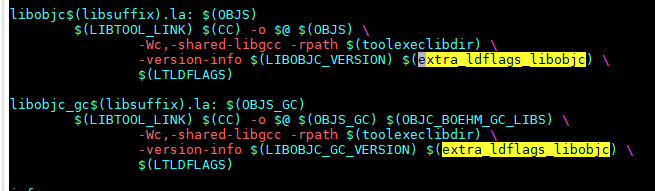 libobjc$(libsuffix).la: $(OBJS)
$(LIBTOOL_LINK) $(CC) -o $@ $(OBJS) \
-Wc,-shared-libgcc -rpath $(toolexeclibdir) \
-version-info $(LIBOBJC_VERSION) $(extra_ldflags_libobjc) \
$(LTLDFLAGS)
libobjc_gc$(libsuffix).la: $(OBJS_GC)
$(LIBTOOL_LINK) $(CC) -o $@ $(OBJS_GC) $(OBJC_BOEHM_GC_LIBS) \
-Wc,-shared-libgcc -rpath $(toolexeclibdir) \
-version-info $(LIBOBJC_GC_VERSION) $(extra_ldflags_libobjc) \
$(LTLDFLAGS)